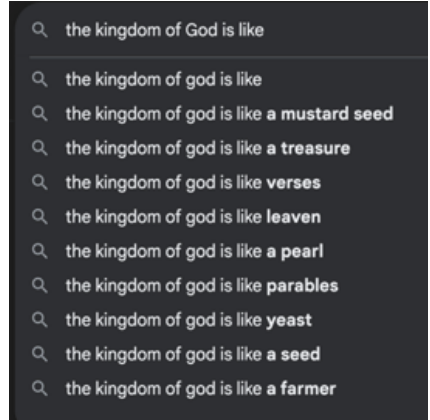 the kingdom of God is like
the kingdom of god is like
the kingdom of god is like a mustard seed
the kingdom of god is like a treasure
the kingdom of god is like verses
the kingdom of god is like leaven
the kingdom of god is like a pearl
the kingdom of god is like parables
the kingdom of god is like yeast
the kingdom of god is like a seed
the kingdom of god is like a farmer